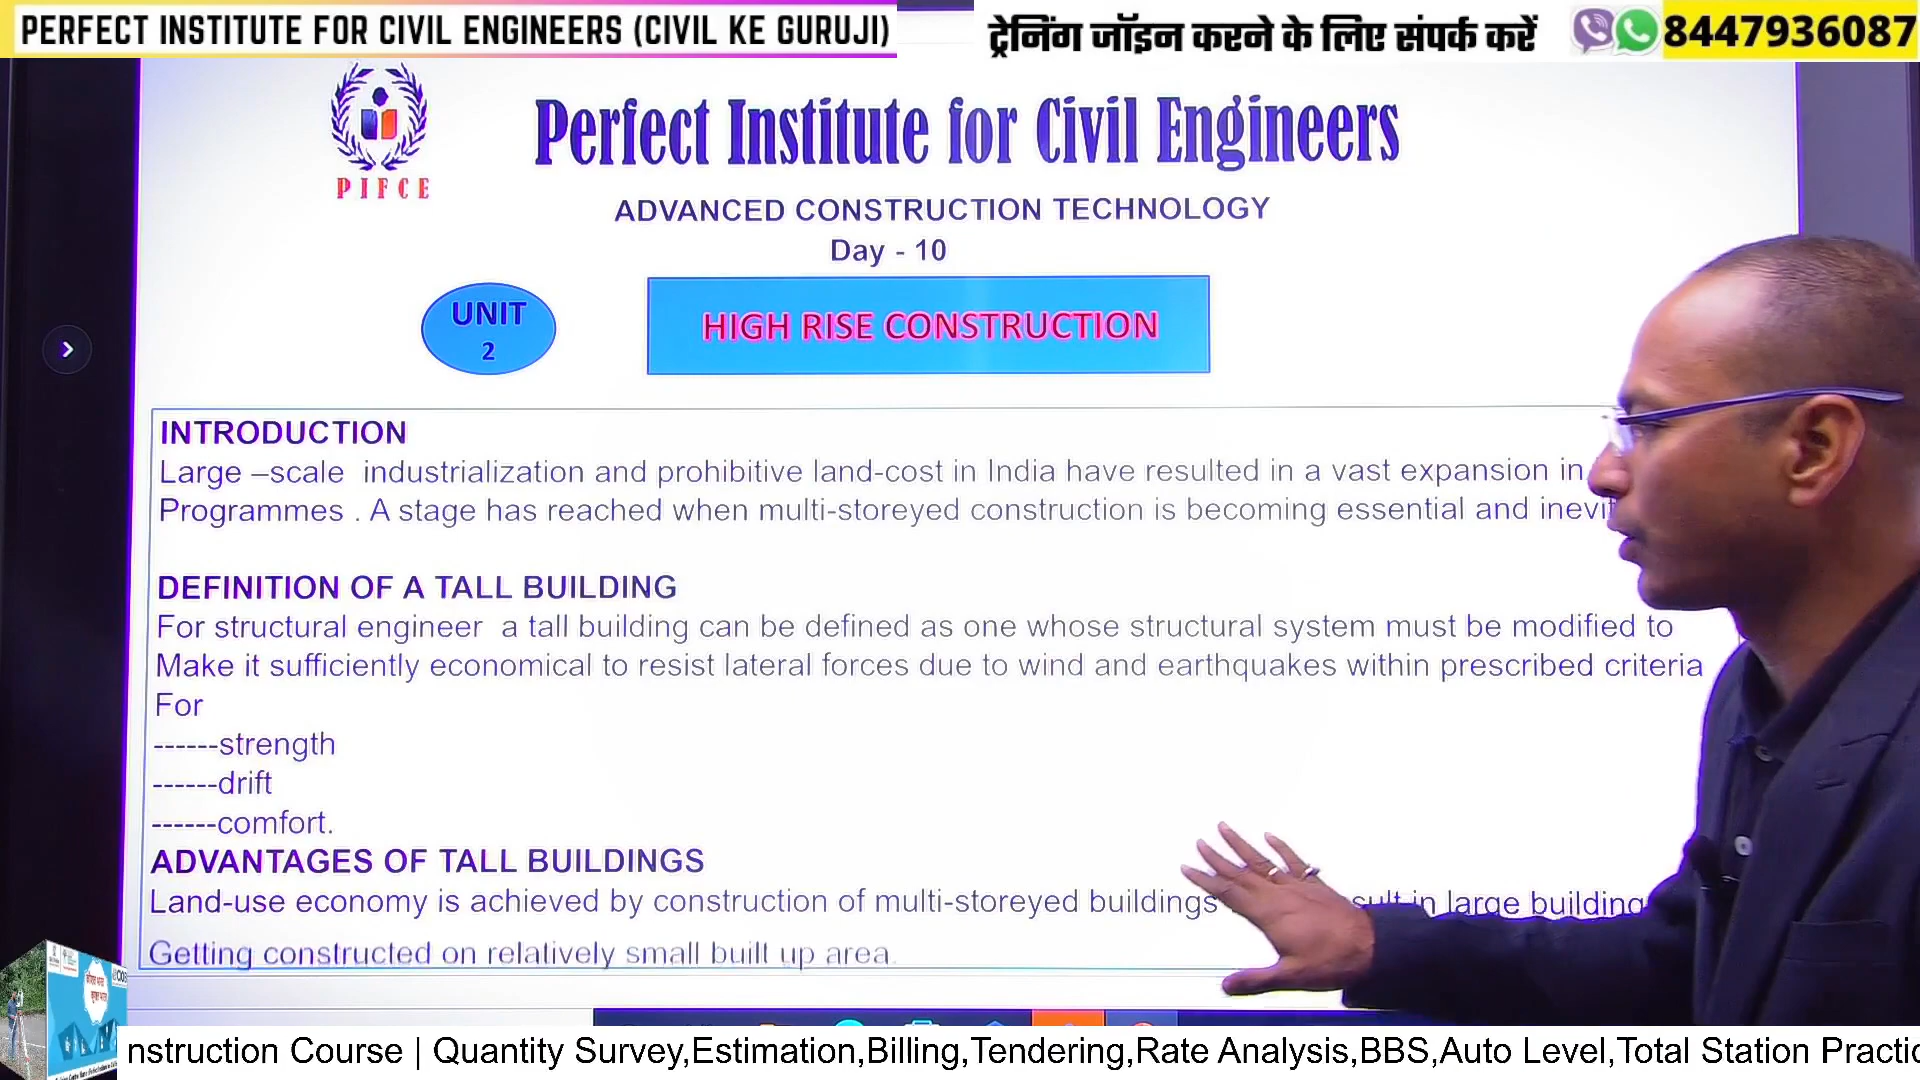 PERFECT INSTITUTE FOR CIVIL ENGINEERS (CIVIL KE GURUJI)
ट्रेनिंग जॉइन करने के लिए संपर्क करें
8447936087
PIFCE
Perfect Institute for Civil Engineers
ADVANCED CONSTRUCTION TECHNOLOGY
Day - 10
UNIT
2
HIGH RISE CONSTRUCTION
INTRODUCTION
Large –scale industrialization and prohibitive land-cost in India have resulted in a vast expansion in
Programmes . A stage has reached when multi-storeyed construction is becoming essential and
DEFINITION OF A TALL BUILDING
For structural engineer a tall building can be defined as one whose structural system must be modified to
Make it sufficiently economical to resist lateral forces due to wind and earthquakes within prescribed criteria
For
------strength
------drift
------comfort.
ADVANTAGES OF TALL BUILDINGS
Land-use economy is achieved by construction of multi-storeyed buildings in large building
Getting constructed on relatively small built up area.
nstruction Course | Quantity Survey,Estimation,Billing,Tendering,Rate Analysis,BBS,Auto Level,Total Station Practic